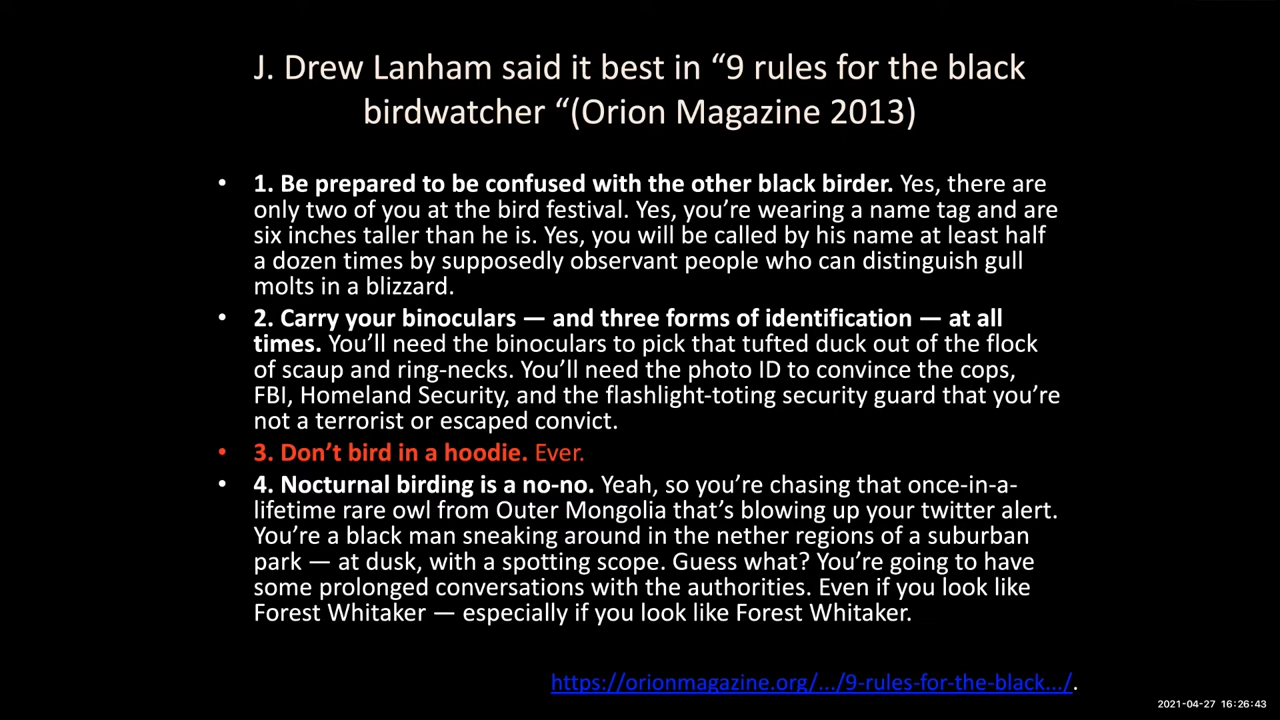 J. Drew Lanham said it best in “9 rules for the black
birdwatcher “(Orion Magazine 2013)
• 1. Be prepared to be confused with the other black birder. Yes, there are
only two of you at the bird festival. Yes, you’re wearing a name tag and are
six inches taller than he is. Yes, you will be called by his name at least half
a dozen times by supposedly observant people who can distinguish gull
molts in a blizzard.
• 2. Carry your binoculars — and three forms of identification — at all
times. You’ll need the binoculars to pick that tufted duck out of the flock
of scaup and ring-necks. You’ll need the photo ID to convince the cops,
FBI, Homeland Security, and the flashlight-toting security guard that you’re
not a terrorist or escaped convict.
• 3. Don’t bird in a hoodie. Ever.
• 4. Nocturnal birding is a no-no. Yeah, so you’re chasing that once-in-a-
lifetime rare owl from Outer Mongolia that’s blowing up your twitter alert.
You’re a black man sneaking around in the nether regions of a suburban
park — at dusk, with a spotting scope. Guess what? You’re going to have
some prolonged conversations with the authorities. Even if you look like
Forest Whitaker — especially if you look like Forest Whitaker.
https://orionmagazine.org/.../9-rules-for-the-black.../.
2021-04-27 16:26:43